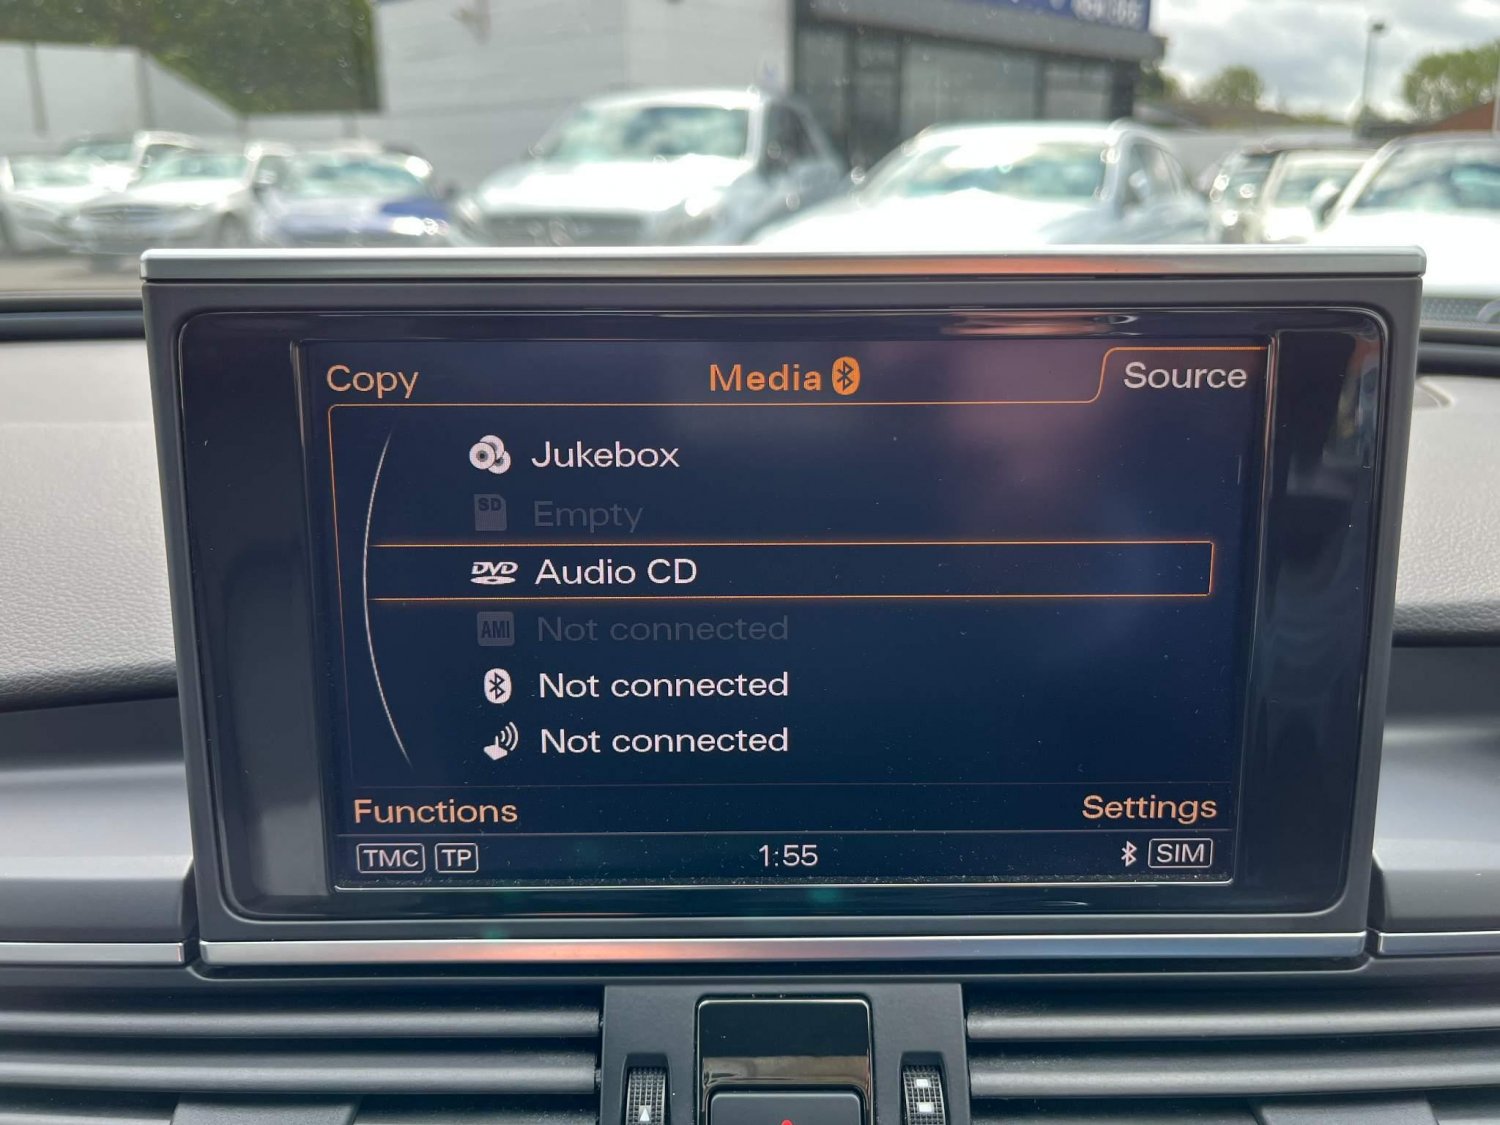 Copy Media Source
Jukebox
SD Empty
DVD Audio CD
AMI Not connected
Not connected
Not connected
Functions Settings
TMC TP 1:55 SIM